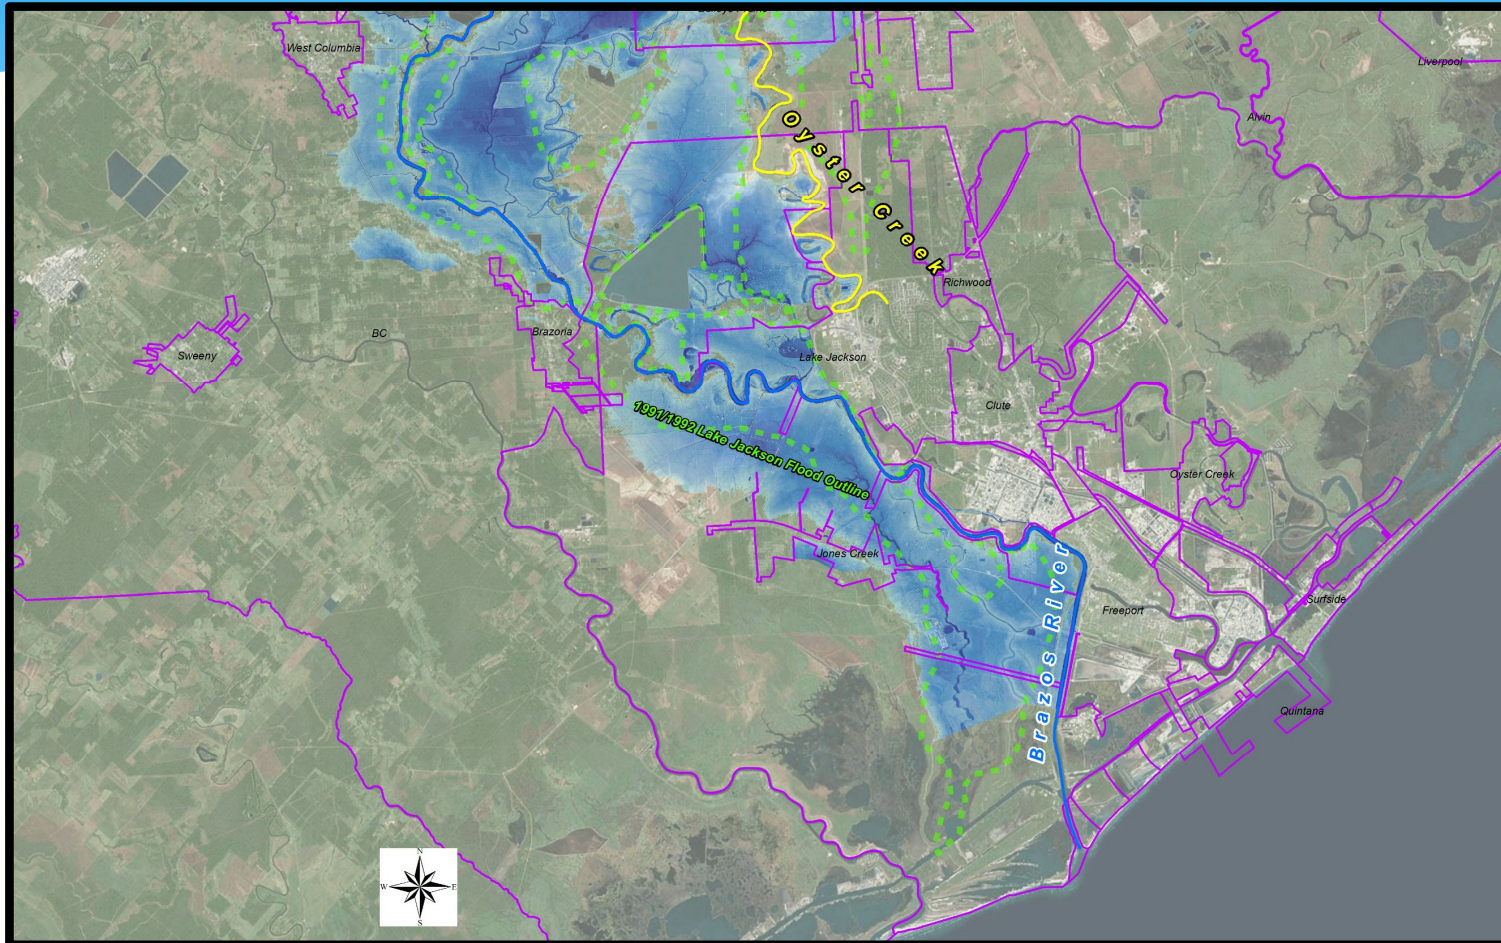 West Columbia
Liverpool
Alvin
Oyster Creek
Richwood
BC
Brazoria
Sweeny
Lake Jackson
Clute
1991/1992 Lake Jackson Flood Outline
Oyster Creek
Jones Creek
Brazos River
Freeport
Surfside
Quintana
N
W
E
S